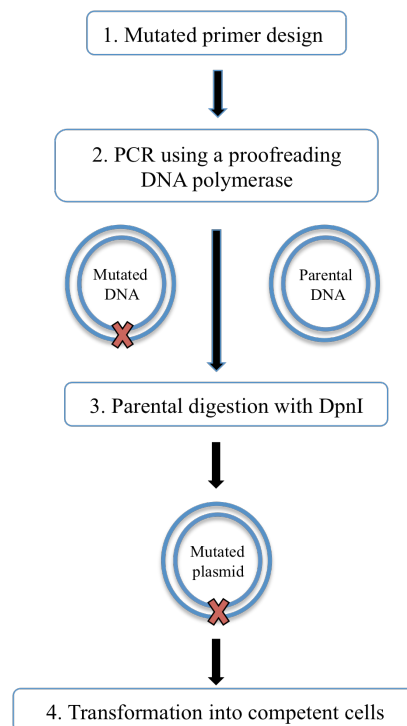 1. Mutated primer design
2. PCR using a proofreading
DNA polymerase
Mutated
DNA
Parental
DNA
3. Parental digestion with DpnI
Mutated
plasmid
4. Transformation into competent cells